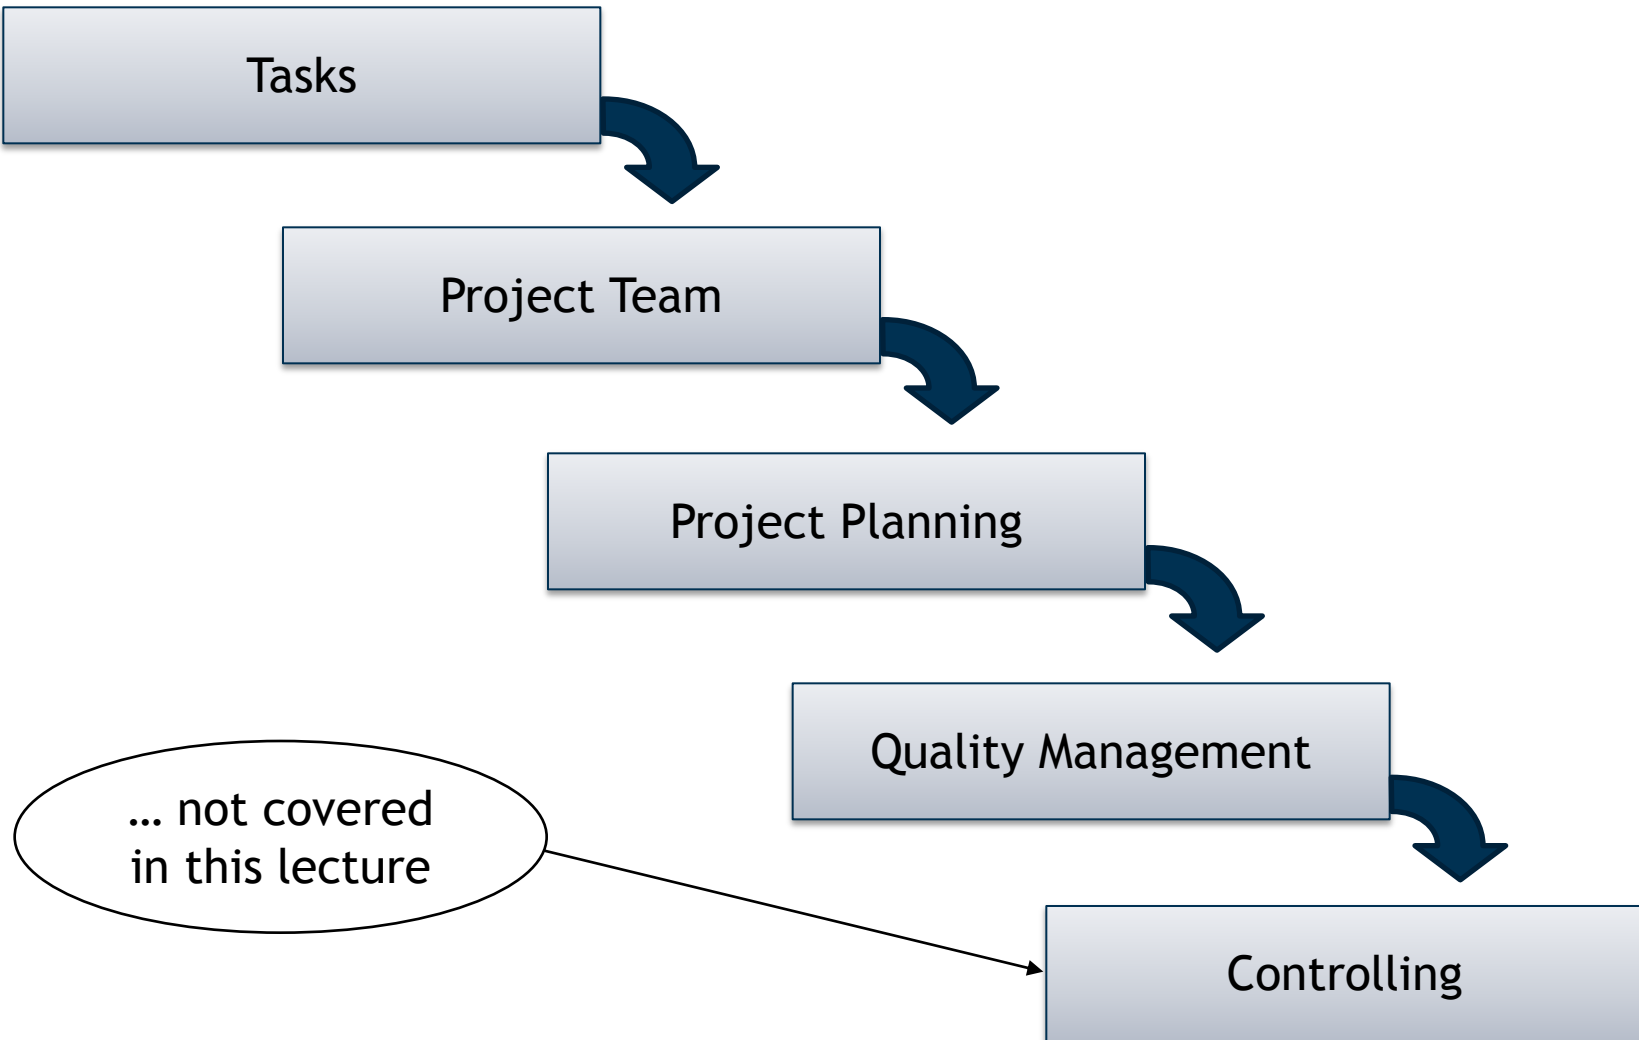 Tasks
Project Team
Project Planning
Quality Management
… not covered
in this lecture
Controlling